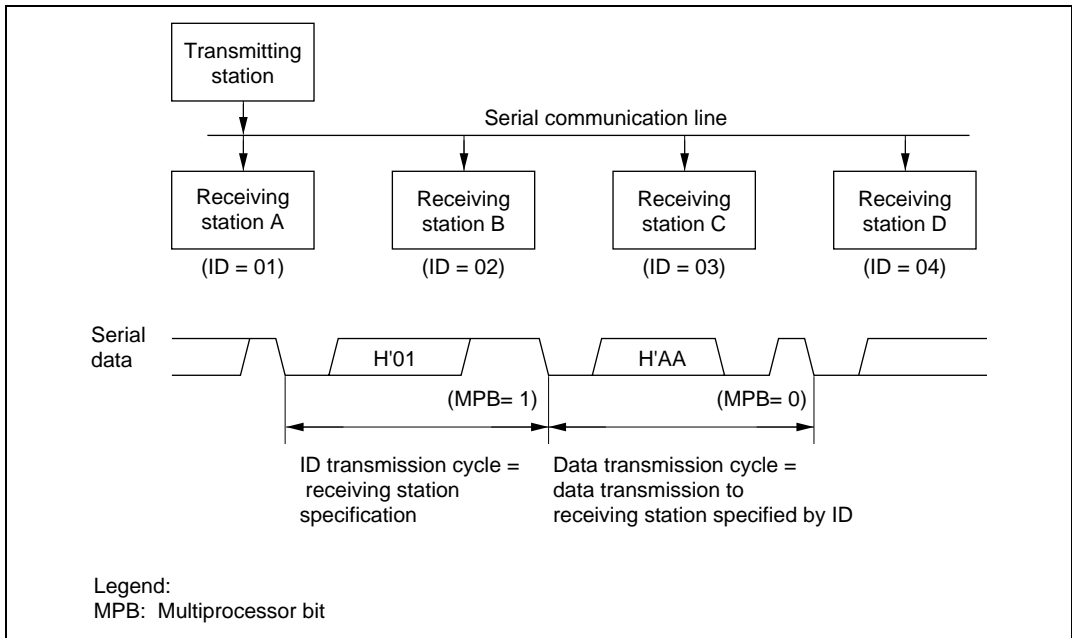 Transmitting
station
Serial communication line
Receiving
station A
Receiving
station B
Receiving
station C
Receiving
station D
(ID = 01)
(ID = 02)
(ID = 03)
(ID = 04)
Serial
data
H'01
H'AA
(MPB= 1)
(MPB= 0)
ID transmission cycle =
receiving station
specification
Data transmission cycle =
data transmission to
receiving station specified by ID
Legend:
MPB: Multiprocessor bit